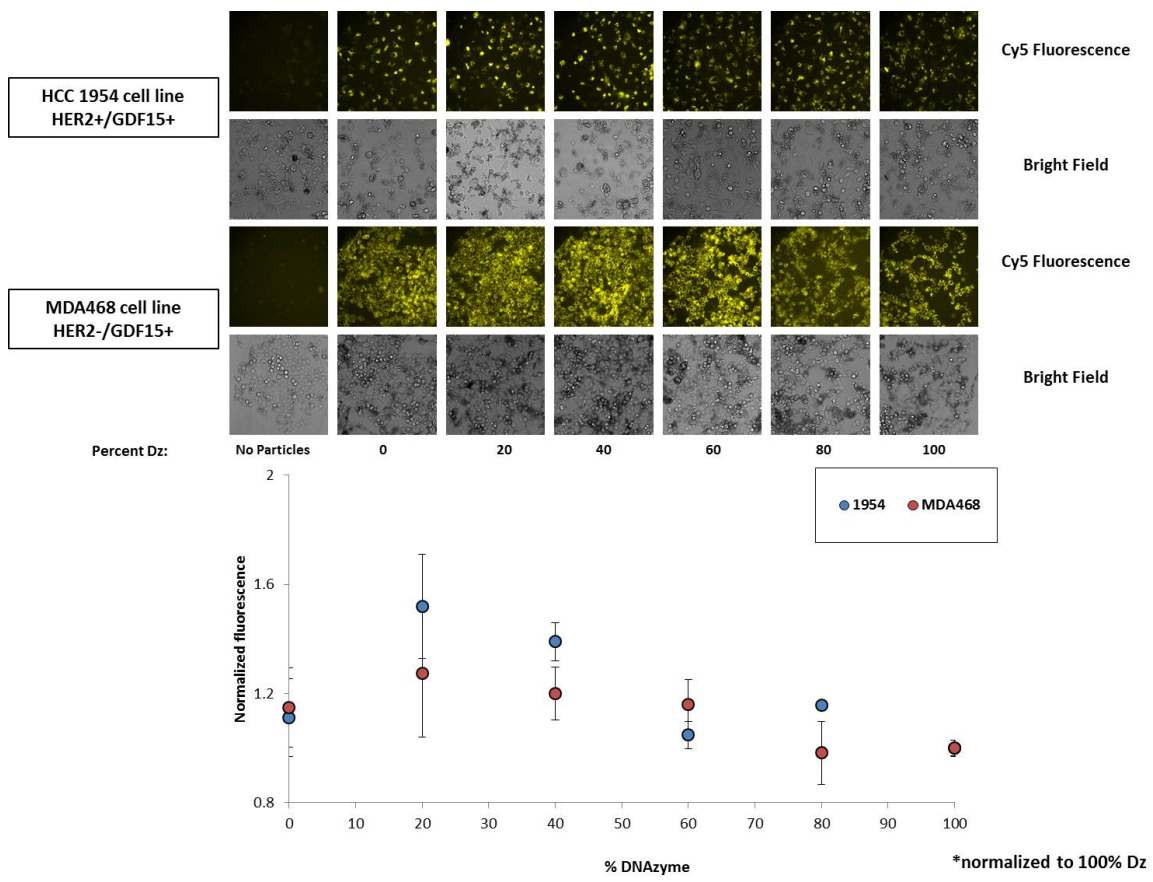 Cy5 Fluorescence
HCC 1954 cell line
HER2+/GDF15+
Bright Field
Cy5 Fluorescence
MDA468 cell line
HER2-/GDF15+
Bright Field
Percent Dz: No Particles 0 20 40 60 80 100
2
1954 MDA468
1.6
Normalized fluorescence
1.2
0.8
0 10 20 30 40 50 60 70 80 90 100
% DNAzyme
*normalized to 100% Dz